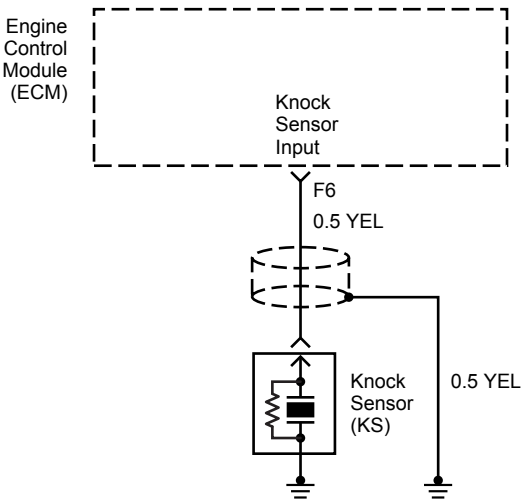 Engine
Control
Module
(ECM)
Knock
Sensor
Input
F6
0.5 YEL
Knock
Sensor
(KS)
0.5 YEL